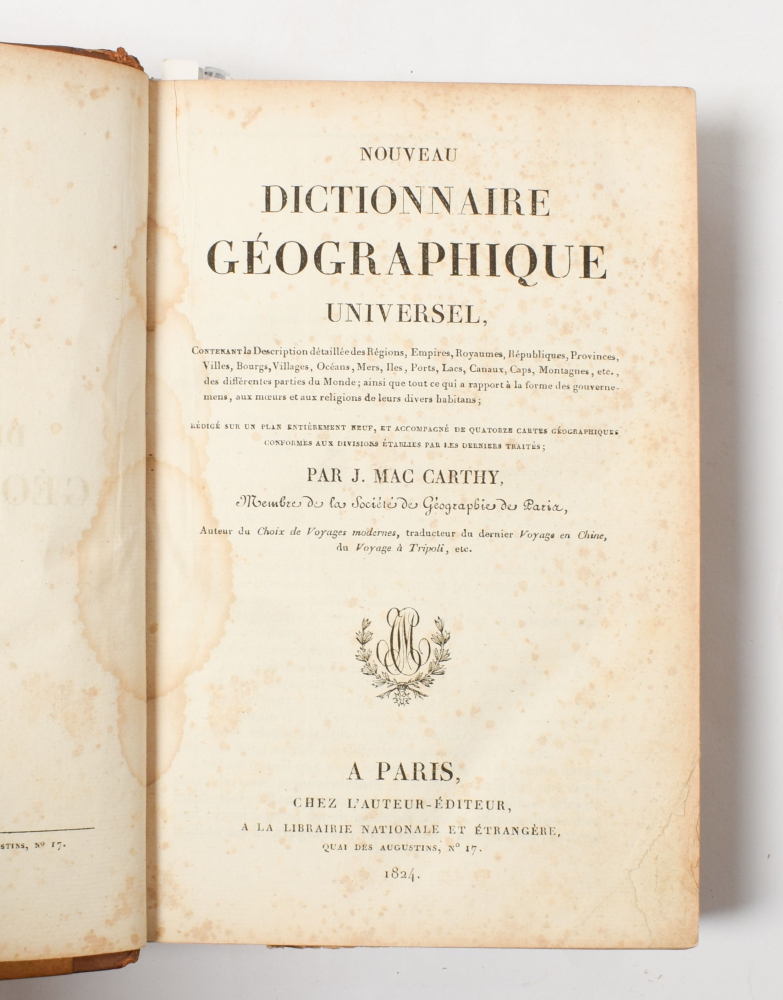 NOUVEAU
DICTIONNAIRE
GÉOGRAPHIQUE
UNIVERSEL,
CONTENANT la Description détaillée des Régions, Empires, Royaumes, Républiques, Provinces,
Villes, Bourgs, Villages, Océans, Mers, Iles, Ports, Lacs, Canaux, Caps, Montagnes, etc.,
des différentes parties du Monde; ainsi que tout ce qui a rapport à la forme des gouverne-
mens, aux mœurs et aux religions de leurs divers habitans;
RÉDIGÉ SUR UN PLAN ENTIÈREMENT NEUF, ET ACCOMPAGNÉ DE QUATORZE CARTES GÉOGRAPHIQUES
CONFORMES AUX DIVISIONS ÉTABLIES PAR LES DERNIERS TRAITÉS;
PAR J. MAC CARTHY,
Membre de la Société de Géographie de Paris,
Auteur du Choix de Voyages modernes, traducteur du dernier Voyage en Chine,
du Voyage à Tripoli, etc.
A PARIS,
CHEZ L'AUTEUR-ÉDITEUR,
A LA LIBRAIRIE NATIONALE ET ÉTRANGÈRE,
QUAI DES AUGUSTINS, N° 17.
1824.
STINS, N° 17.